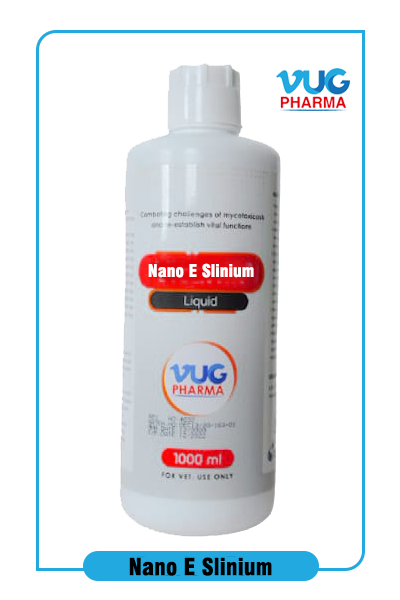 VUG
PHARMA
Combating challenges of mycotoxicosis
and re-establish vital functions
Nano E Slinium
Liquid
VUG
PHARMA
1000 ml
FOR VET. USE ONLY
Nano E Slinium